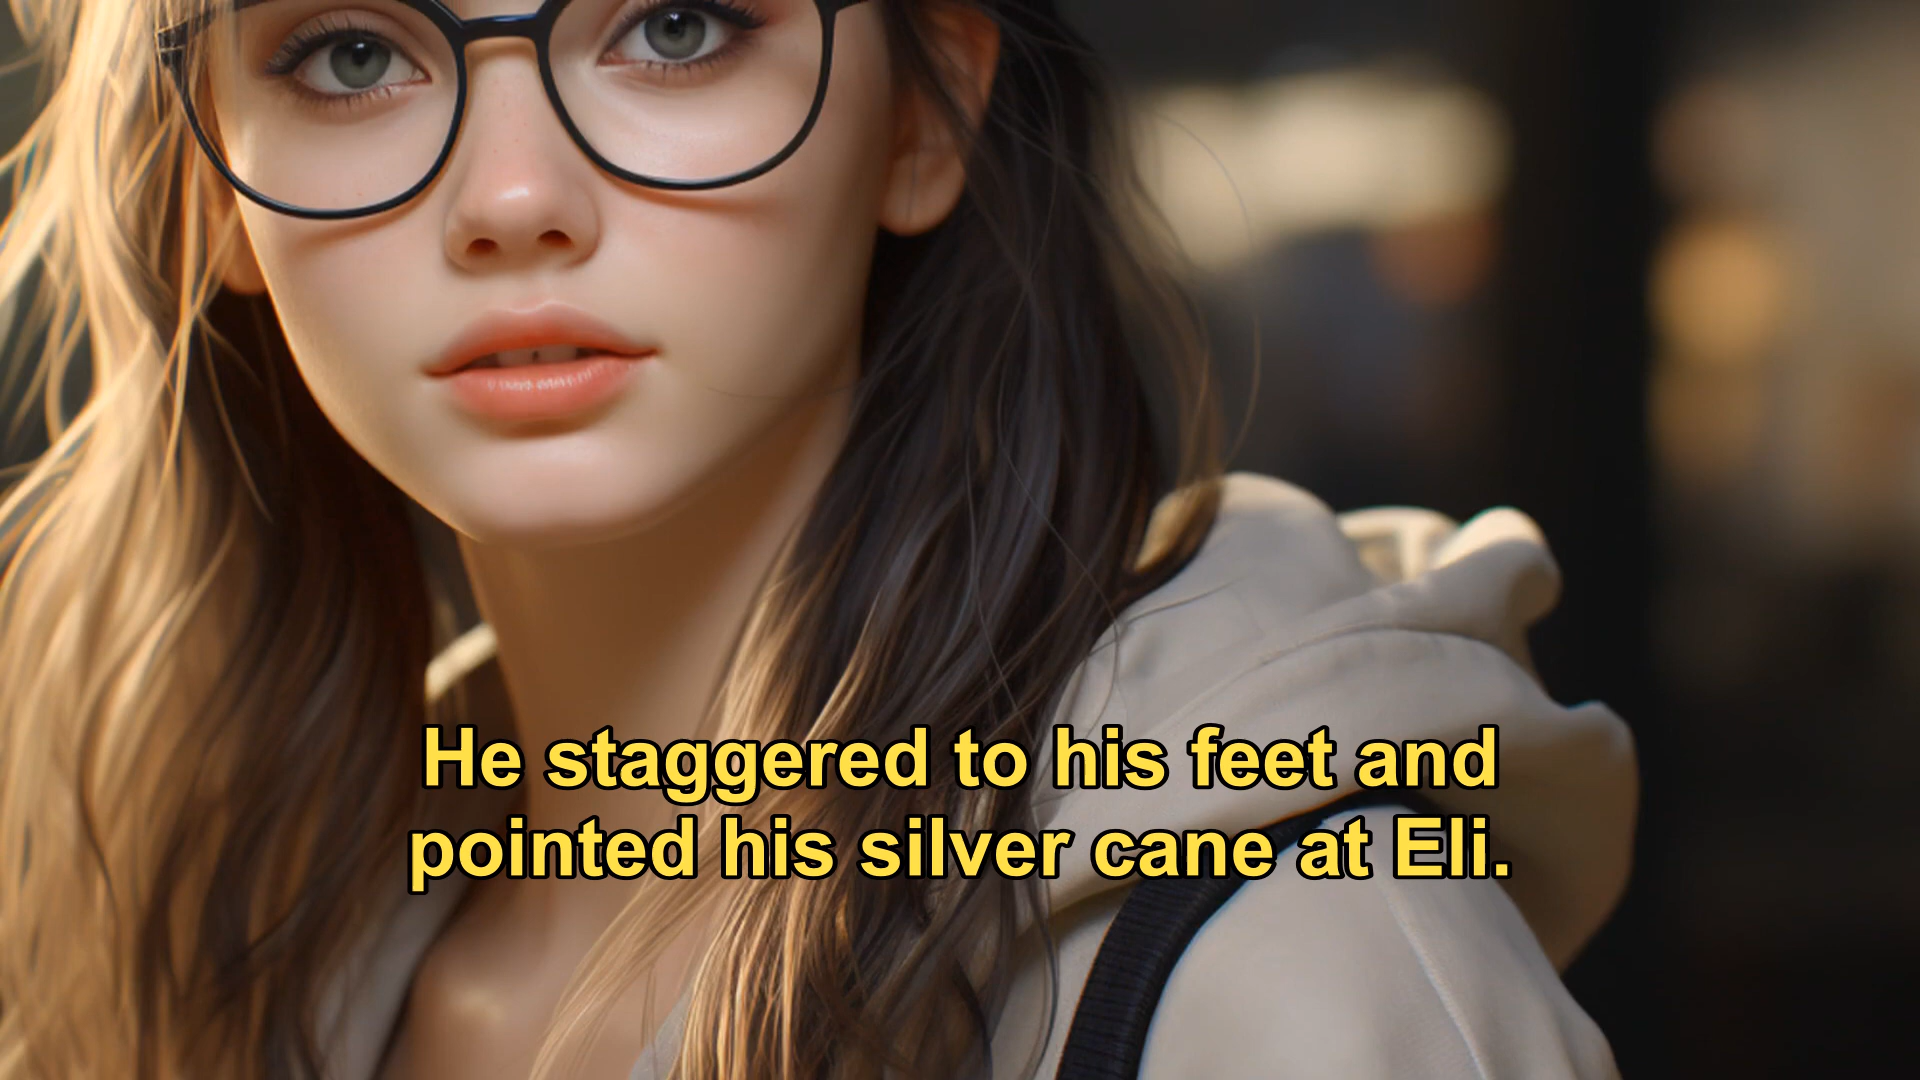 He staggered to his feet and
pointed his silver cane at Eli.